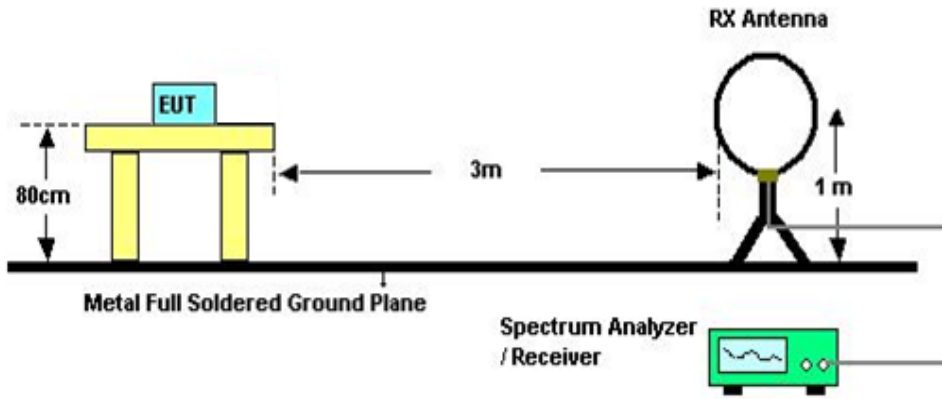 RX Antenna
EUT
80cm
3m
1 m
Metal Full Soldered Ground Plane
Spectrum Analyzer
/ Receiver